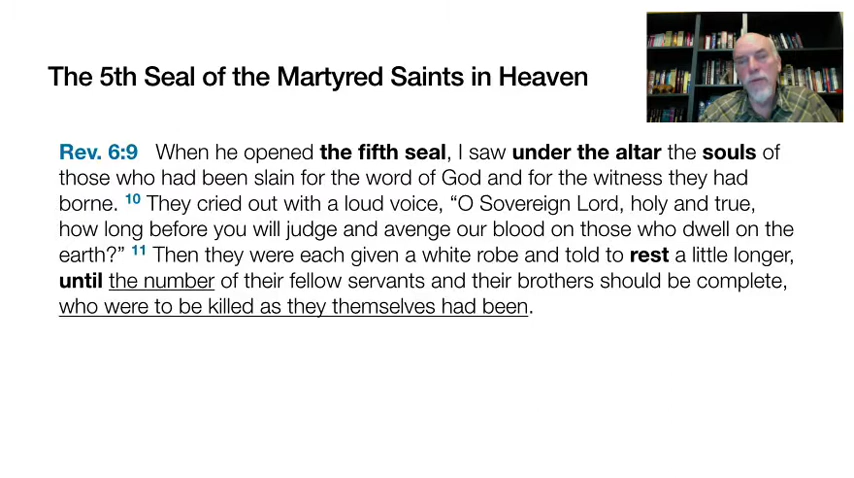 The 5th Seal of the Martyred Saints in Heaven
Rev. 6:9 When he opened the fifth seal, I saw under the altar the souls of
those who had been slain for the word of God and for the witness they had
borne. 10 They cried out with a loud voice, “O Sovereign Lord, holy and true,
how long before you will judge and avenge our blood on those who dwell on the
earth?” 11 Then they were each given a white robe and told to rest a little longer,
until the number of their fellow servants and their brothers should be complete,
who were to be killed as they themselves had been.